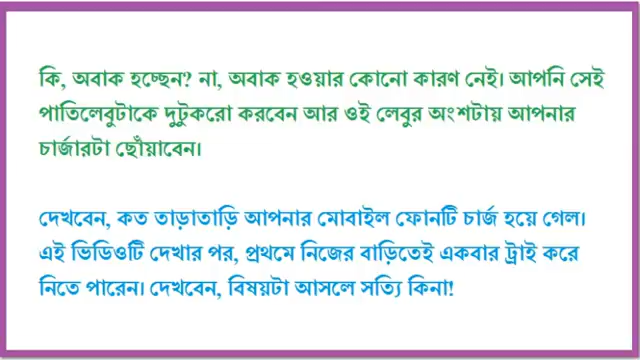 কি, অবাক হচ্ছেন? না, অবাক হওয়ার কোনো কারণ নেই। আপনি সেই
পাতিলেবুটাকে দুটুকরো করবেন আর ওই লেবুর অংশটায় আপনার
চার্জারটা ছোঁয়াবেন।
দেখবেন, কত তাড়াতাড়ি আপনার মোবাইল ফোনটি চার্জ হয়ে গেল।
এই ভিডিওটি দেখার পর, প্রথমে নিজের বাড়িতেই একবার ট্রাই করে
নিতে পারেন। দেখবেন, বিষয়টা আসলে সত্যি কিনা!